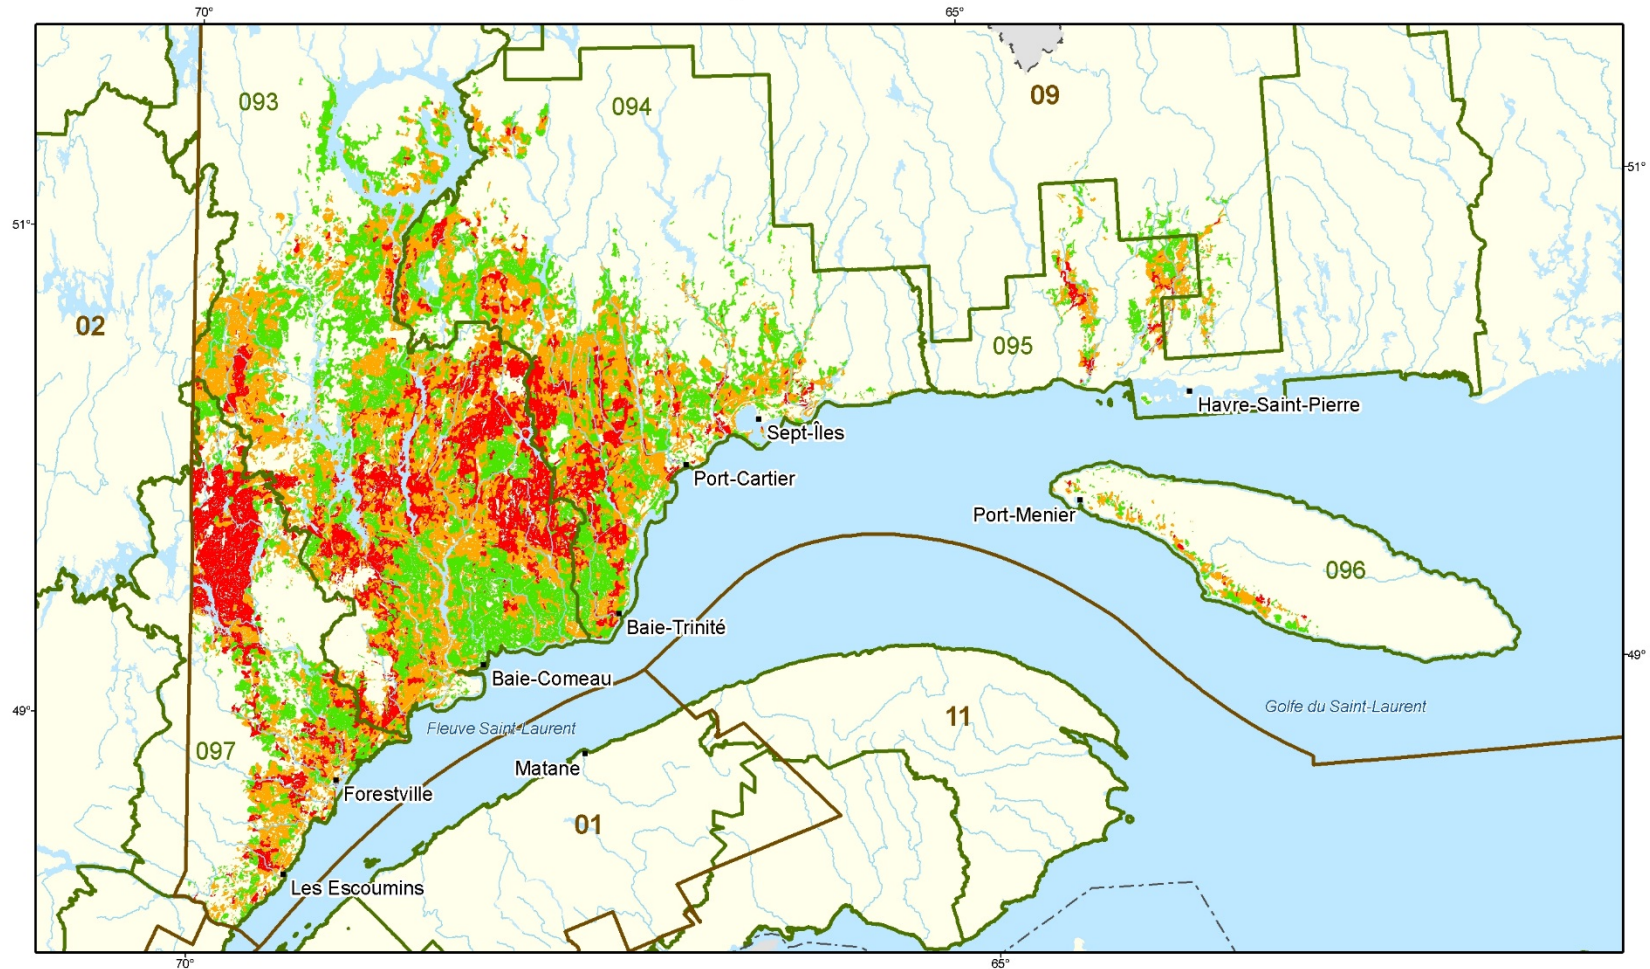 70°
65°
093
094
09
51°
51°
02
095
Havre-Saint-Pierre
Sept-Îles
Port-Cartier
Port-Menier
096
Baie-Trinité
49°
Baie-Comeau
49°
Fleuve Saint-Laurent
Golfe du Saint-Laurent
11
097
Matane
Forestville
01
Les Escoumins
70°
65°